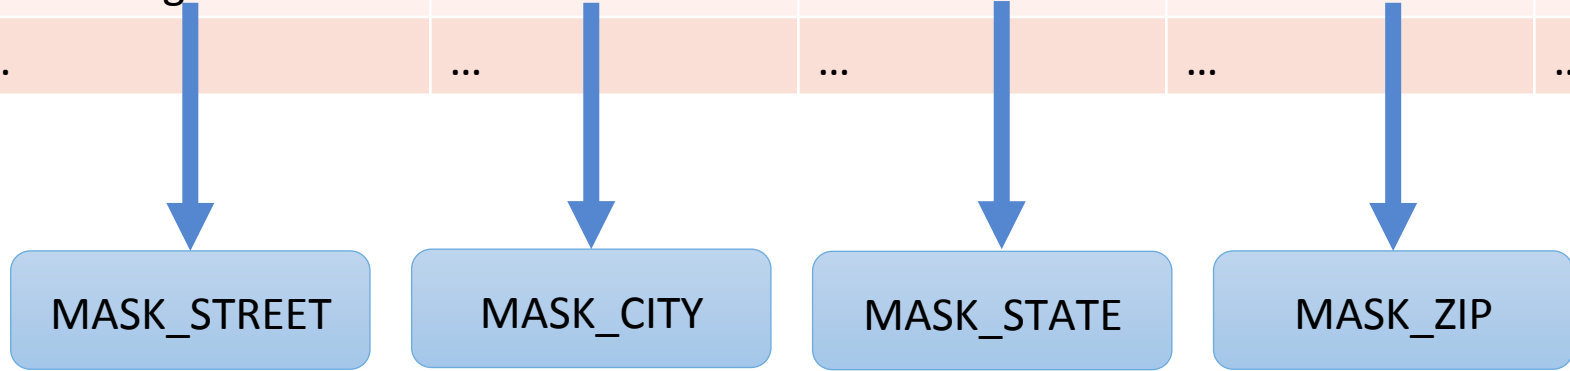 ... ... ...
MASK_STREET MASK_CITY MASK_STATE MASK_ZIP